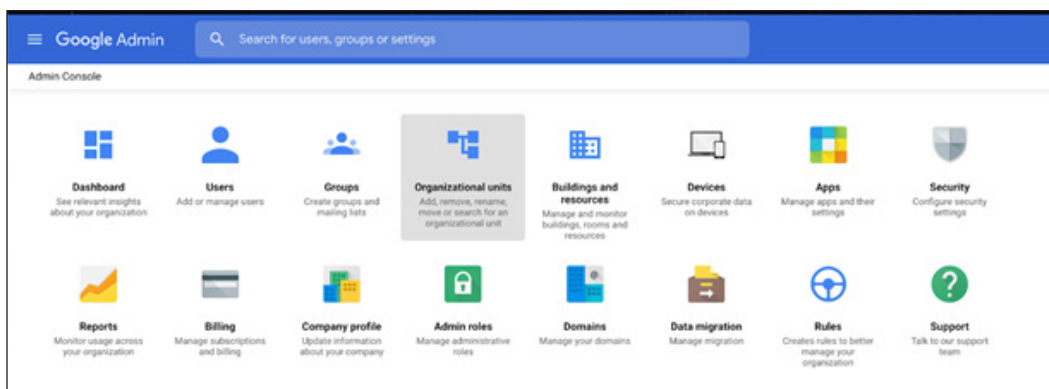 Google Admin
Search for users, groups or settings
Admin Console
Dashboard
See relevant insights
about your organization
Users
Add or manage users
Groups
Create groups and
mailing lists
Organizational units
Add, remove, rename,
move or search for an
organizational unit
Buildings and
resources
Manage and monitor
buildings, rooms and
resources
Devices
Secure corporate data
on devices
Apps
Manage apps and their
settings
Security
Configure security
settings
Reports
Monitor usage across
your organization
Billing
Manage subscriptions
and billing
Company profile
Update information
about your company
Admin roles
Manage administrative
roles
Domains
Manage your domains
Data migration
Manage migration
Rules
Creates rules to better
manage your
organization
Support
Talk to our support
team